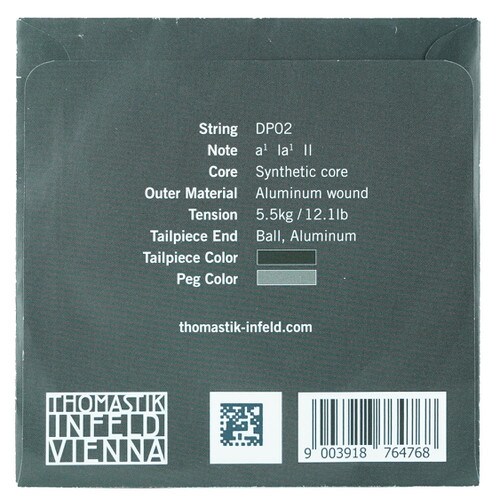 String DP02
Note a¹ la¹ II
Core Synthetic core
Outer Material Aluminum wound
Tension 5.5kg / 12.1lb
Tailpiece End Ball, Aluminum
Tailpiece Color
Peg Color
thomastik-infeld.com
THOMASTIK
INFELD
VIENNA
9 003918 764768